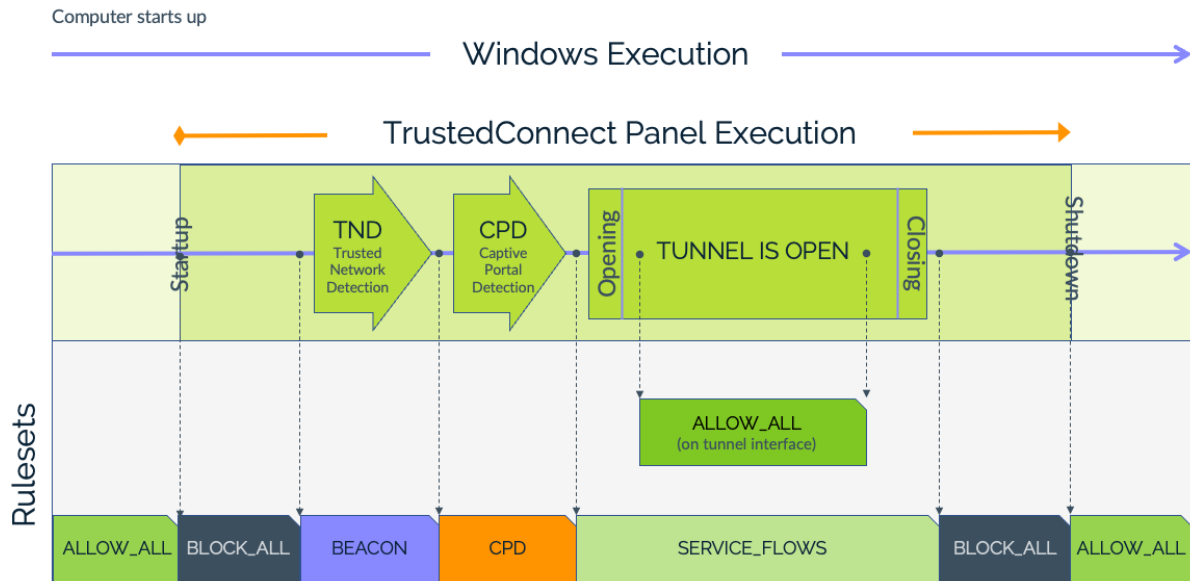 Computer starts up
Windows Execution
TrustedConnect Panel Execution
Startup
TND
Trusted
Network
Detection
CPD
Captive
Portal
Detection
Opening
TUNNEL IS OPEN
Closing
Shutdown
Rulesets
ALLOW_ALL
(on tunnel interface)
ALLOW_ALL
BLOCK_ALL
BEACON
CPD
SERVICE_FLOWS
BLOCK_ALL
ALLOW_ALL